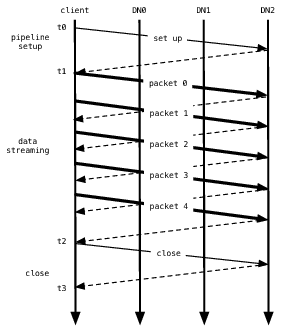 client DN0 DN1 DN2
t0
set up
pipeline
setup
t1
packet 0
packet 1
data
streaming
packet 2
packet 3
packet 4
t2
close
close
t3